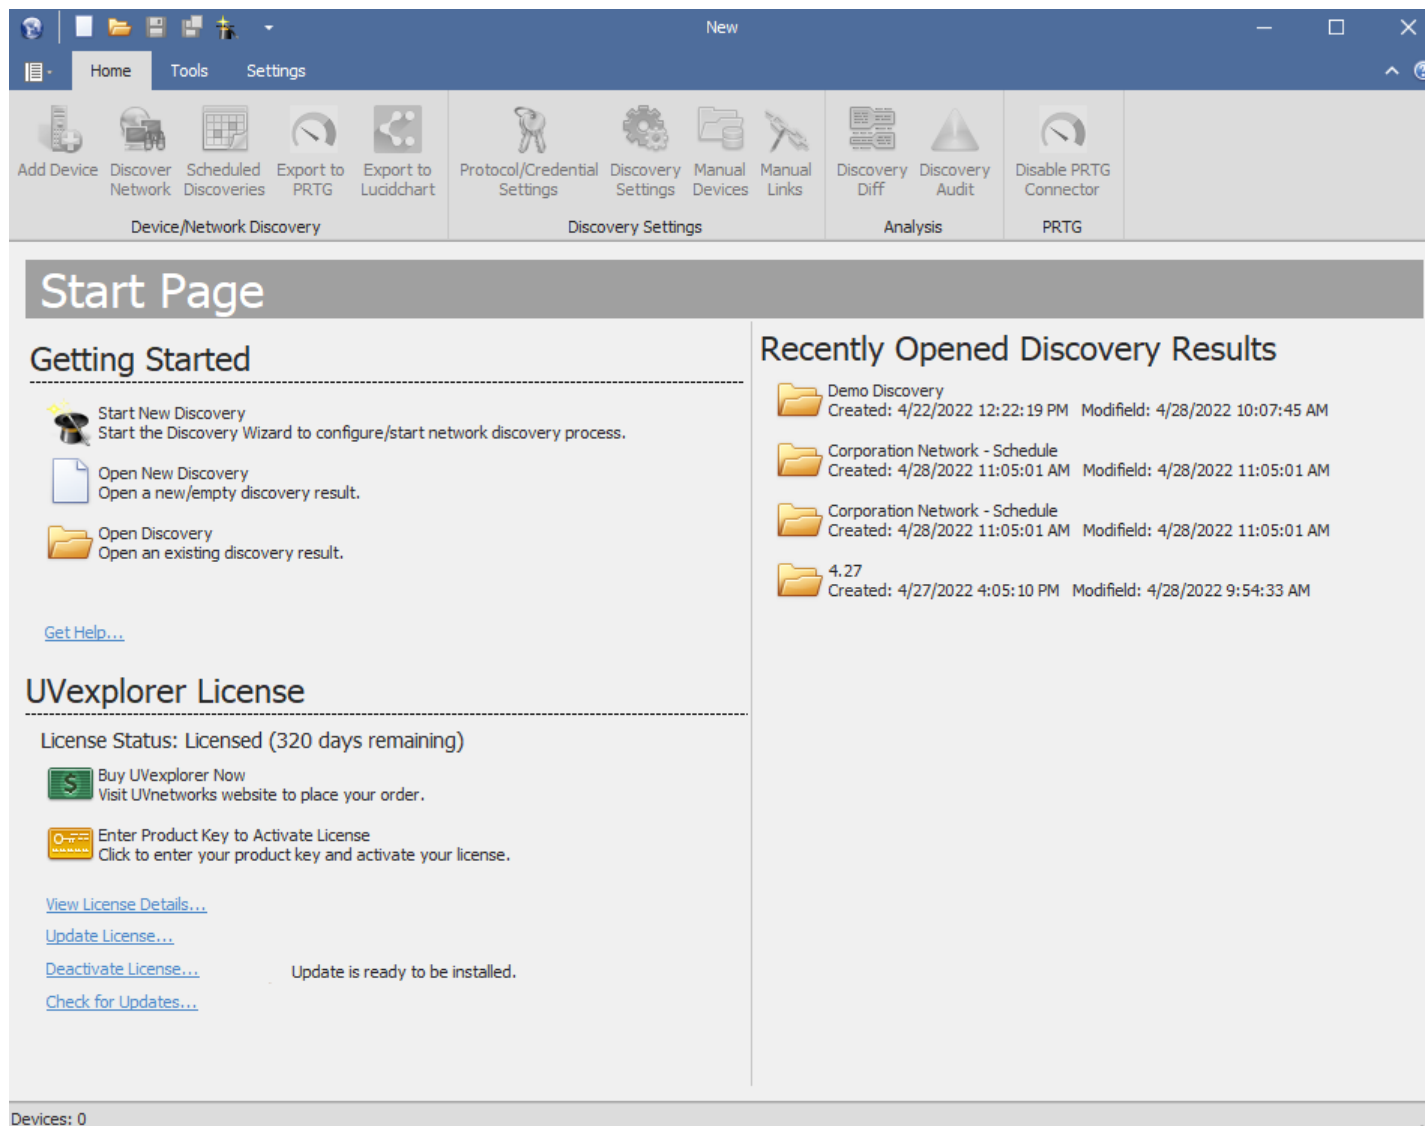 New
Home Tools Settings
Add Device
Discover Network
Scheduled Discoveries
Export to PRTG
Export to Lucidchart
Device/Network Discovery
Protocol/Credential Settings
Discovery Settings
Manual Devices
Manual Links
Discovery Settings
Discovery Diff
Discovery Audit
Analysis
Disable PRTG Connector
PRTG
Start Page
Getting Started
Start New Discovery
Start the Discovery Wizard to configure/start network discovery process.
Open New Discovery
Open a new/empty discovery result.
Open Discovery
Open an existing discovery result.
Get Help...
UVexplorer License
License Status: Licensed (320 days remaining)
Buy UVexplorer Now
Visit UVnetworks website to place your order.
Enter Product Key to Activate License
Click to enter your product key and activate your license.
View License Details...
Update License...
Deactivate License...
Update is ready to be installed.
Check for Updates...
Recently Opened Discovery Results
Demo Discovery
Created: 4/22/2022 12:22:19 PM Modifield: 4/28/2022 10:07:45 AM
Corporation Network - Schedule
Created: 4/28/2022 11:05:01 AM Modifield: 4/28/2022 11:05:01 AM
Corporation Network - Schedule
Created: 4/28/2022 11:05:01 AM Modifield: 4/28/2022 11:05:01 AM
4.27
Created: 4/27/2022 4:05:10 PM Modifield: 4/28/2022 9:54:33 AM
Devices: 0